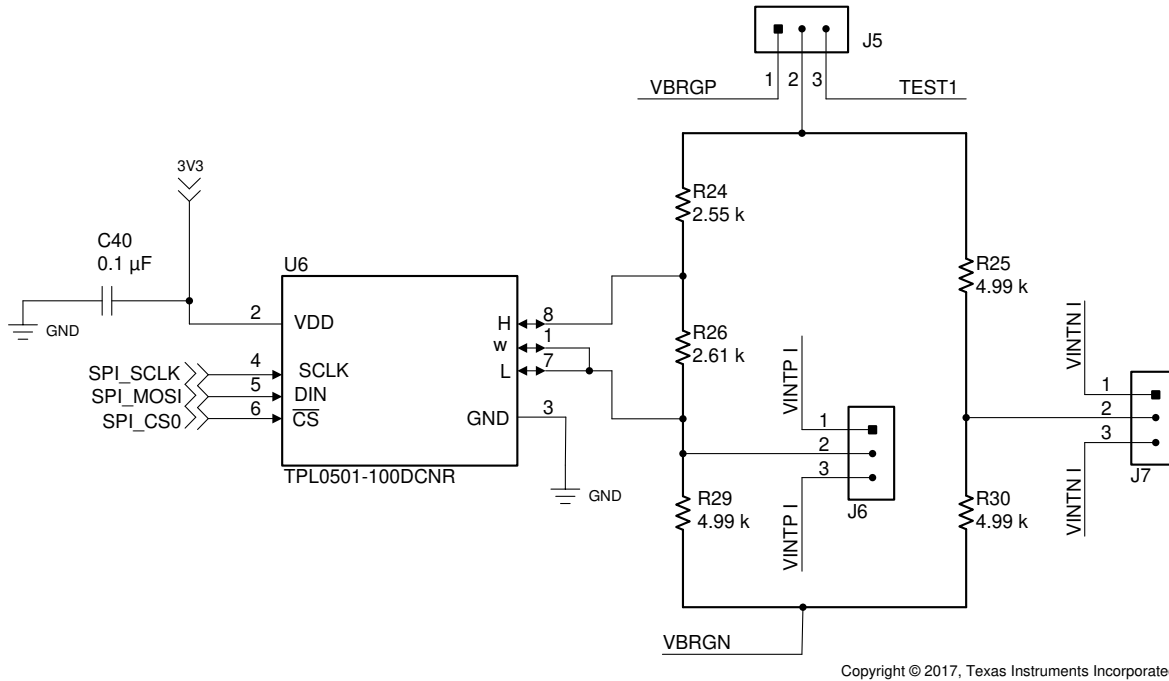 J5
VBRGP
1
2
3
TEST1
3V3
R24
2.55 k
C40
0.1 µF
U6
R25
4.99 k
GND
2
VDD
H
8
W
1
L
7
R26
2.61 k
VINTP I
VINTN I
SPI_SCLK
4
SCLK
SPI_MOSI
5
DIN
SPI_CS0
6
CS
GND
3
1
2
3
J7
1
2
3
J6
TPL0501-100DCNR
GND
R29
4.99 k
VINTP I
R30
4.99 k
VINTN I
VBRGN
Copyright © 2017, Texas Instruments Incorporate